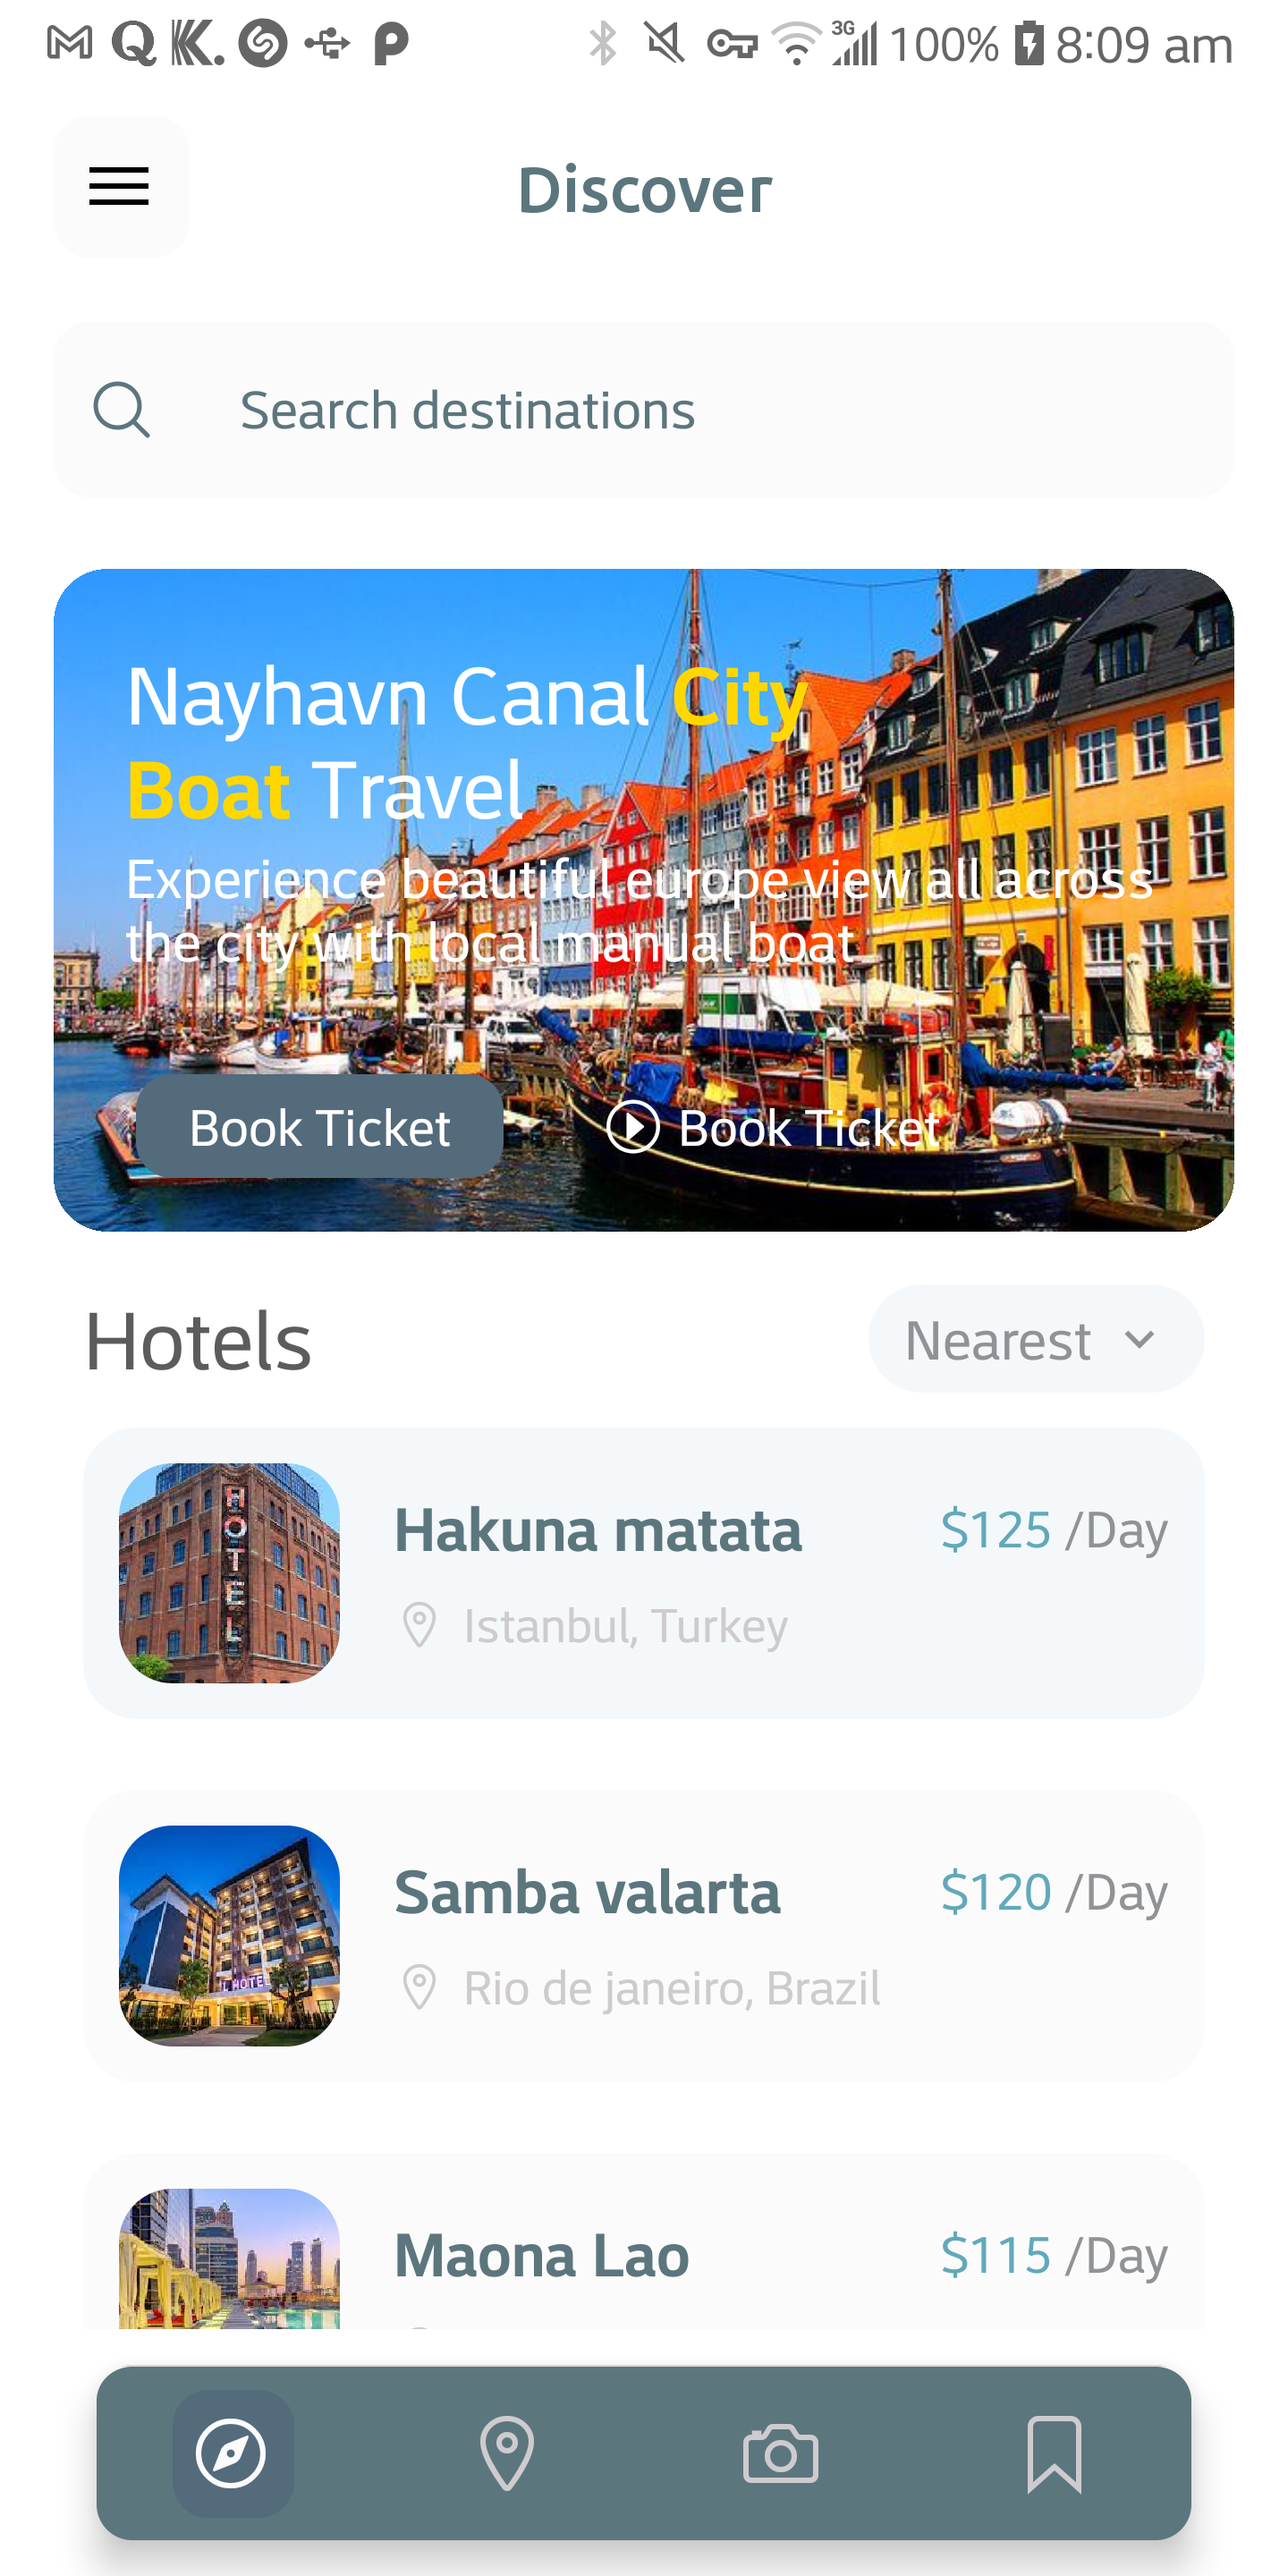 3G 100% 8:09 am
Discover
Search destinations
Nayhavn Canal City
Boat Travel
Experience beautiful europe view all across
the city with local manual boat
Book Ticket
Book Ticket
Hotels
Nearest
HOTEL
Hakuna matata
$125 /Day
Istanbul, Turkey
HOTEL
Samba valarta
$120 /Day
Rio de janeiro, Brazil
Maona Lao
$115 /Day